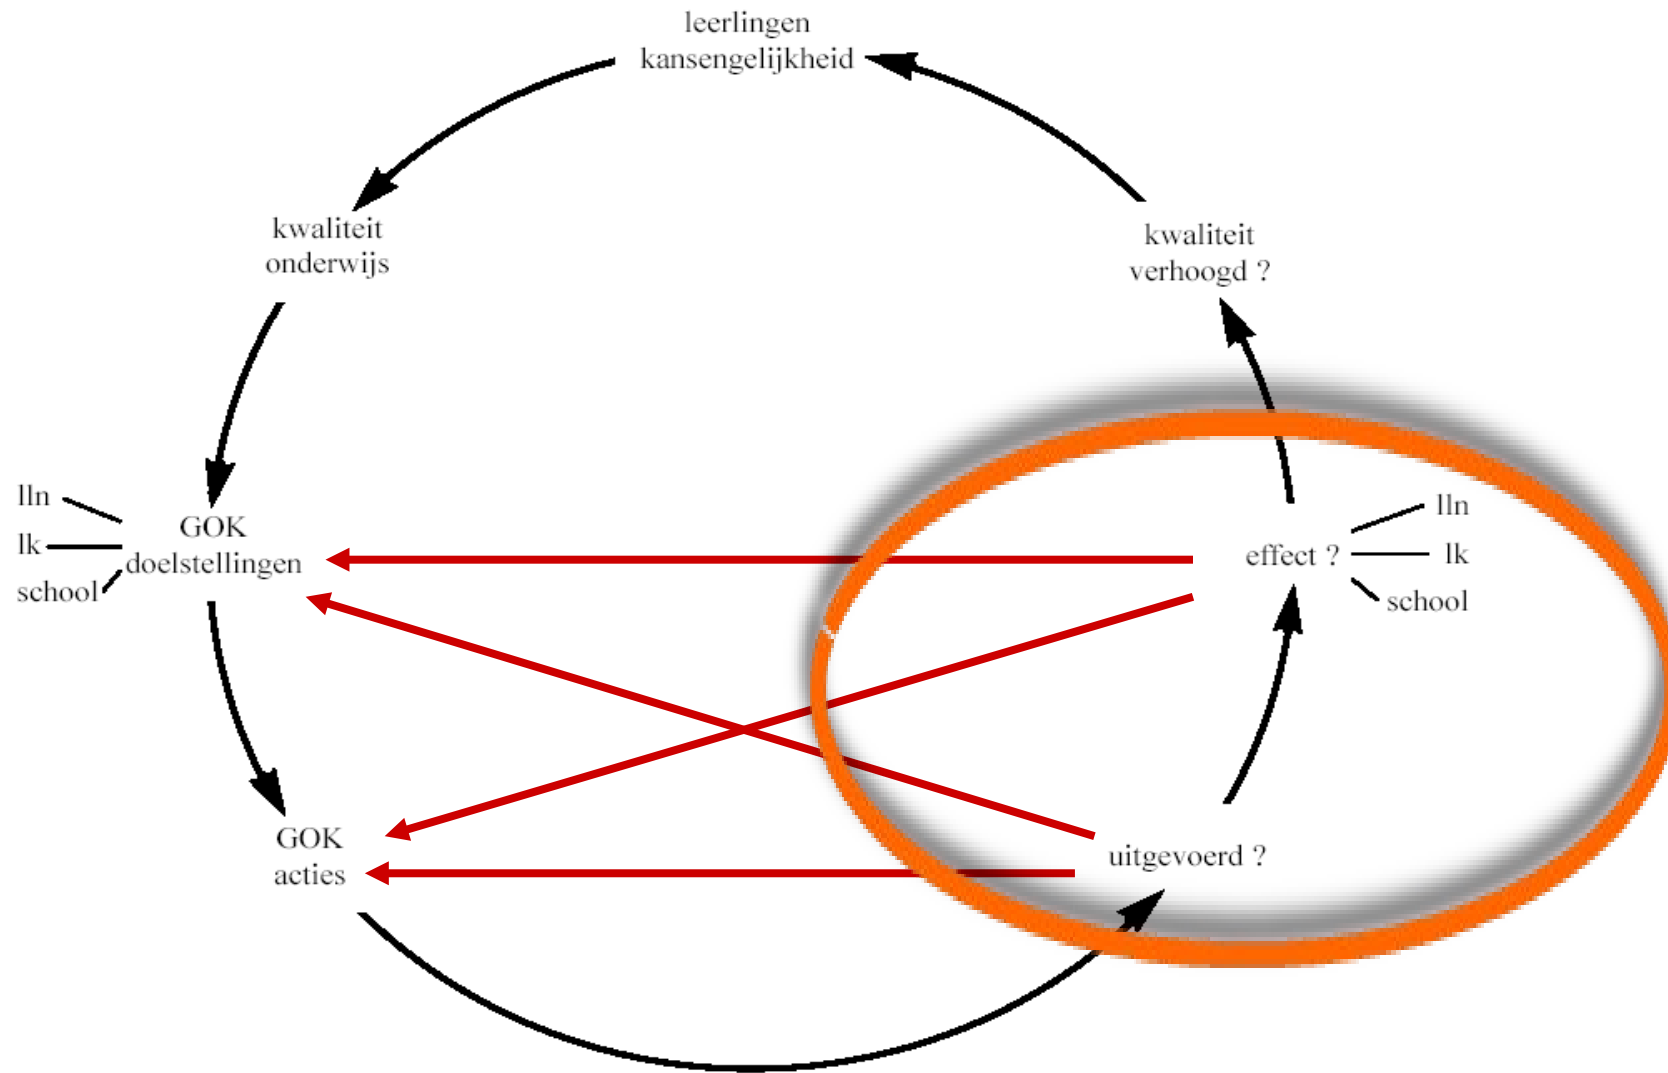 leerlingen
kansengelijkheid
kwaliteit
onderwijs
kwaliteit
verhoogd ?
lln
lk
school
GOK
doelstellingen
effect ?
lln
lk
school
GOK
acties
uitgevoerd ?